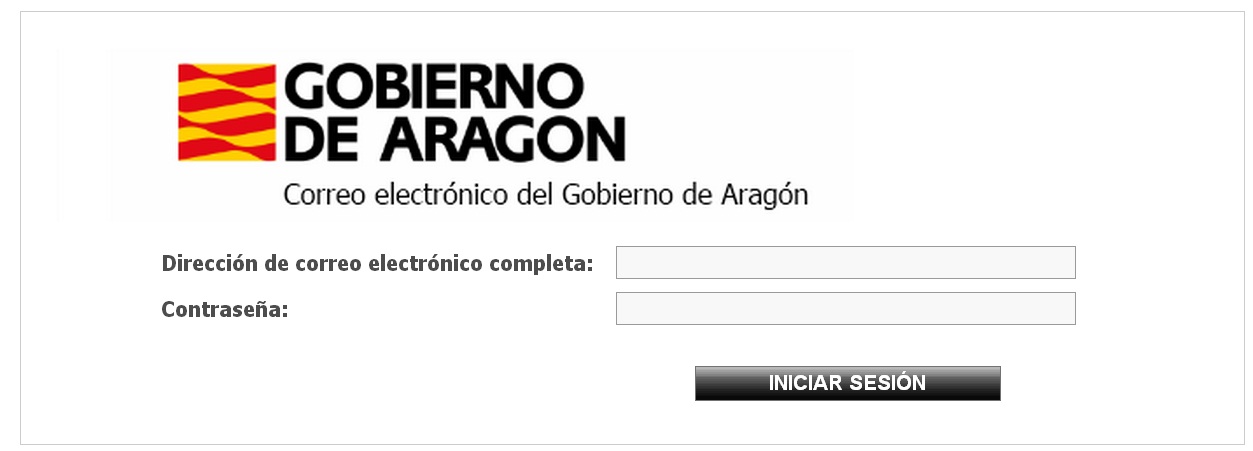 GOBIERNO
DE ARAGON
Correo electrónico del Gobierno de Aragón
Dirección de correo electrónico completa:
Contraseña:
INICIAR SESIÓN